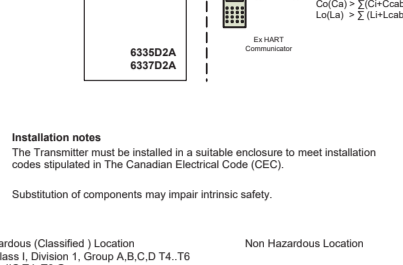 Co(Ca) > ∑(Ci+Ccab
Lo(La) > ∑ (Li+Lcab
Ex HART
Communicator
6335D2A
6337D2A
Installation notes
The Transmitter must be installed in a suitable enclosure to meet installation
codes stipulated in The Canadian Electrical Code (CEC).
Substitution of components may impair intrinsic safety.
ardous (Classified ) Location
Non Hazardous Location
lass I, Division 1, Group A,B,C,D T4..T6